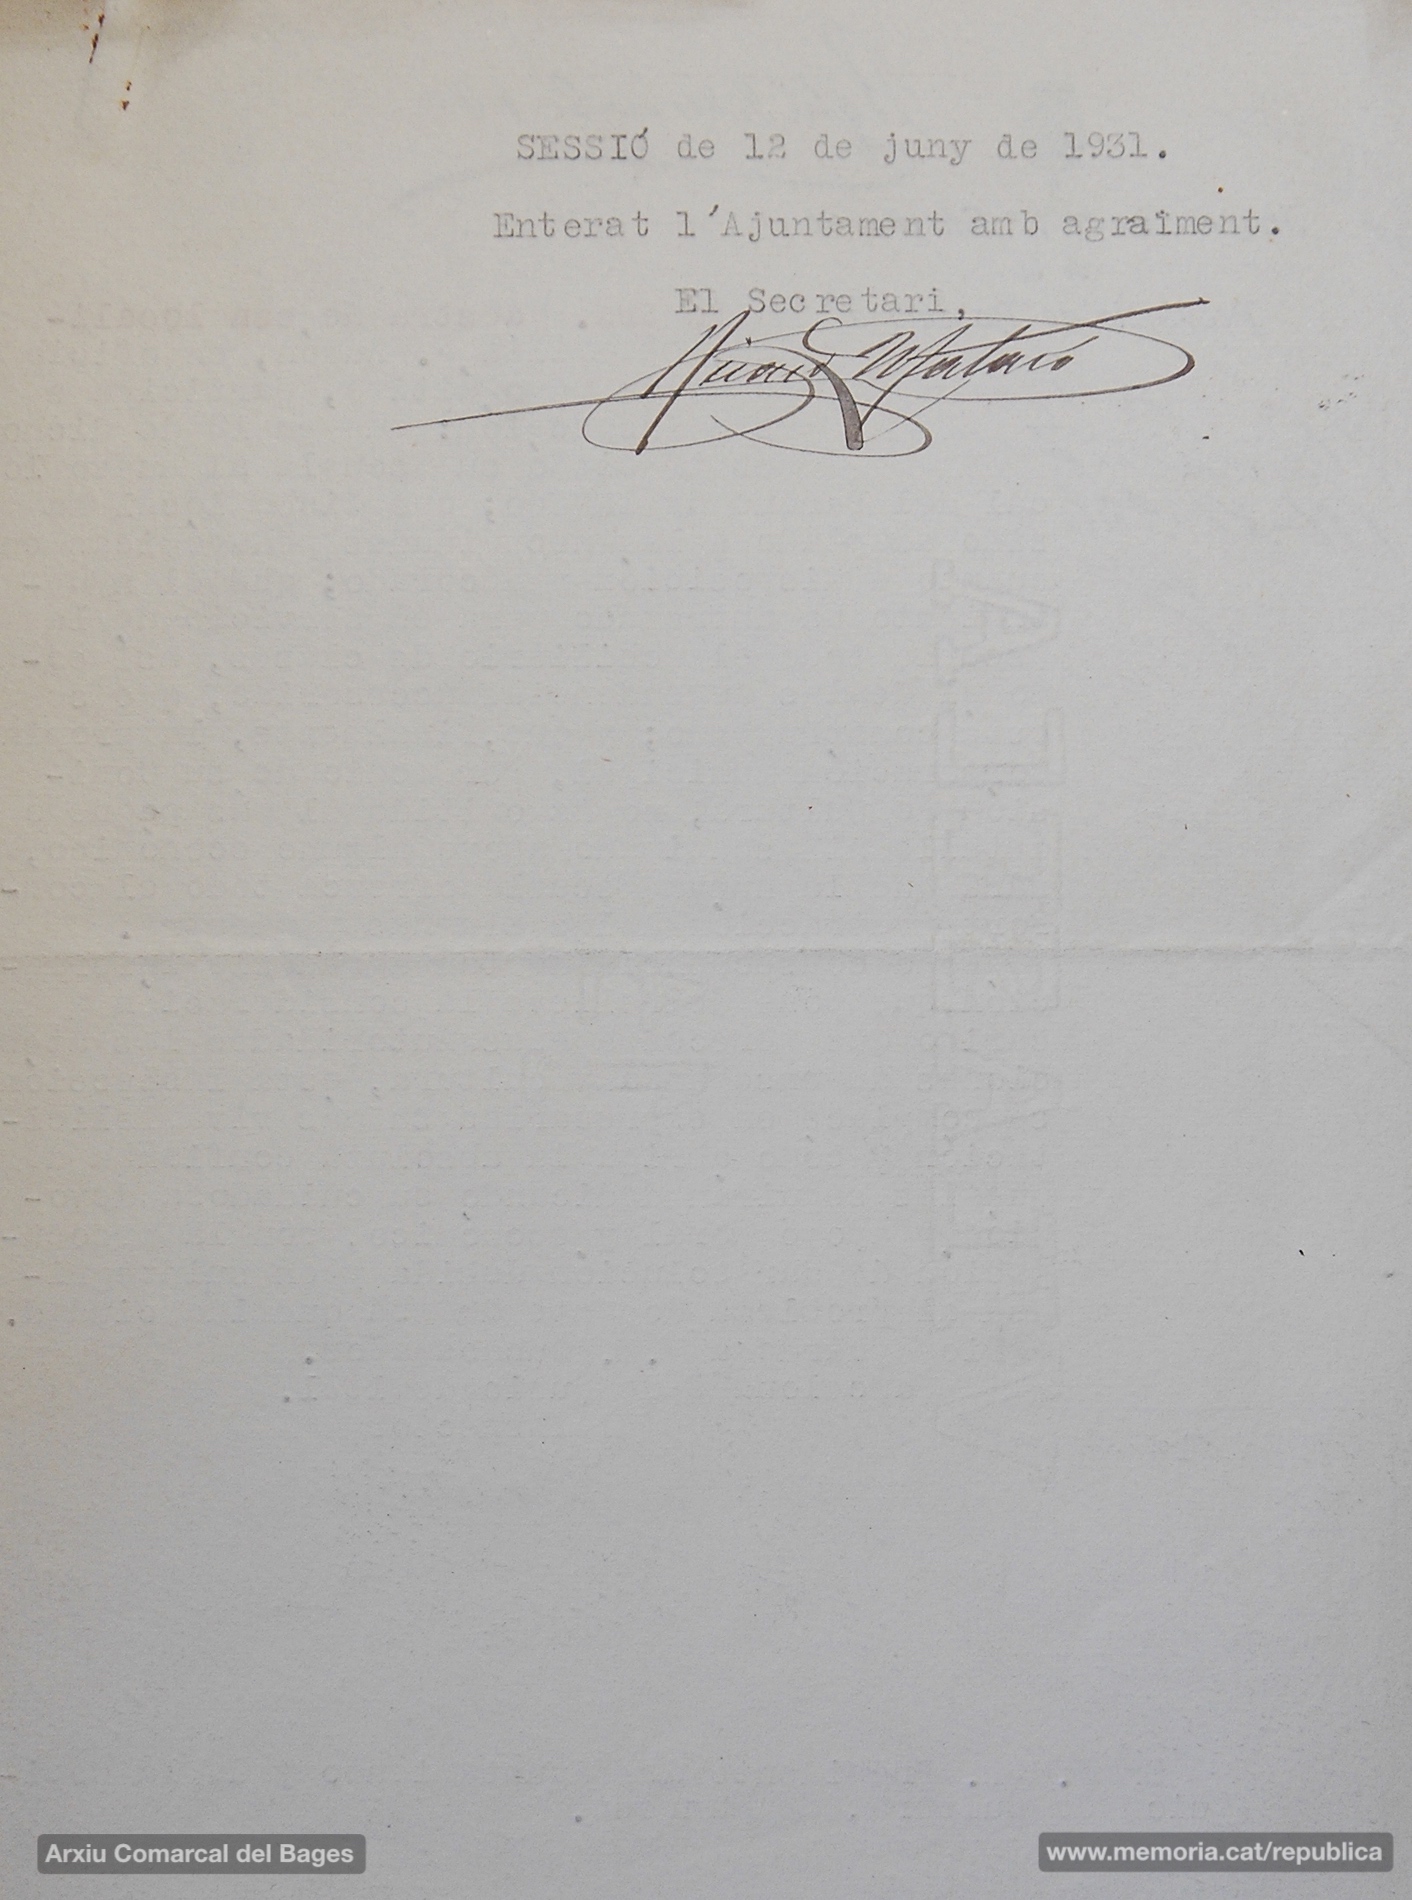 SESSIÓ de 12 de juny de 1931.
Enterat l'Ajuntament amb agraïment.
El Secretari,
Arxiu Comarcal del Bages
www.memoria.cat/republica